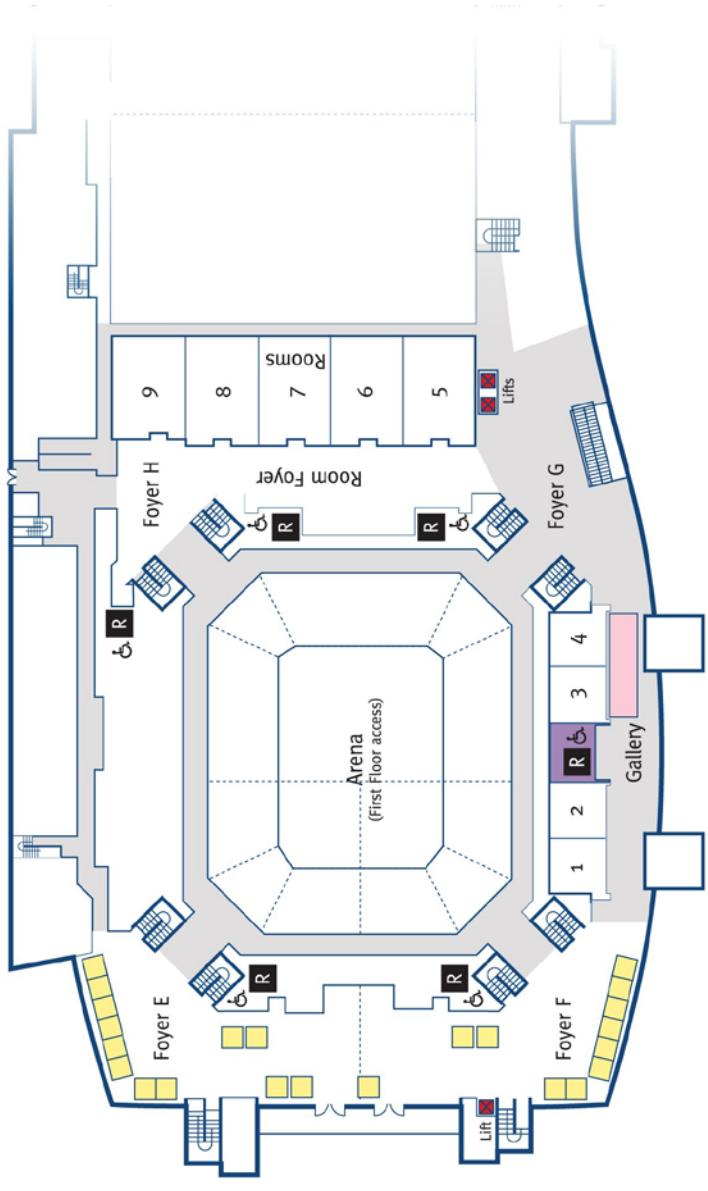 9
8
7
6
5
Rooms
Lifts
Room Foyer
Foyer H
Foyer G
R
R
R
4
3
R
2
1
Gallery
Arena
(First Floor access)
R
R
Foyer E
Foyer F
Lift